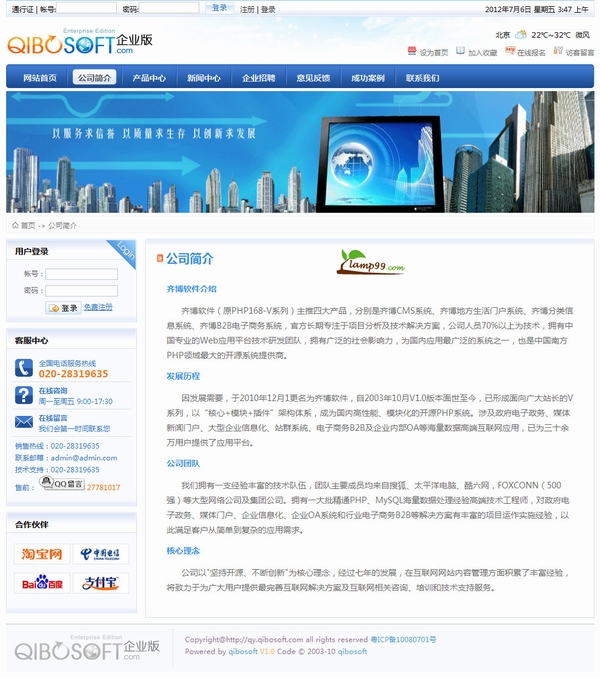 通行证 | 帐号: 密码: 登录 注册 | 登录 2012年7月6日 星期五 3:47 上午
Enterprise Edition
QIBOSOFT.com 企业版
北京 22℃~32℃ 微风
设为首页 加入收藏 在线报名 访客留言
网站首页 公司简介 产品中心 新闻中心 企业招聘 意见反馈 成功案例 联系我们
以服务求信誉 以质量求生存 以创新求发展
首页 -> 公司简介
用户登录
Login
帐号：
密码：
登录 免费注册
客服中心
全国电话服务热线
020-28319635
在线咨询
周一至周五 9:00-17:30
在线留言
我们会第一时间联系您
销售热线：020-28319635
联系邮箱：admin@admin.com
技术支持：020-28319635
售前： QQ留言 27781017
合作伙伴
淘宝网 中国电信
CHINA TELECOM
Bai百度 支付宝
公司简介
lamp99.com
齐博软件介绍
齐博软件（原PHP168-V系列）主推四大产品，分别是齐博CMS系统、齐博地方生活门户系统、齐博分类信
息系统、齐博B2B电子商务系统，官方长期专注于项目分析及技术解决方案，公司人员70%以上为技术，拥有中
国专业的Web应用平台技术研发团队，拥有广泛的社会影响力，为国内应用最广泛的系统之一，也是中国南方
PHP领域最大的开源系统提供商。
发展历程
因发展需要，于2010年12月1更名为齐博软件，自2003年10月V1.0版本面世至今，已形成面向广大站长的V
系列，以“核心+模块+插件”架构体系，成为国内高性能、模块化的开源PHP系统。涉及政府电子政务、媒体
新闻门户、大型企业信息化、站群系统、电子商务B2B及企业内部OA等海量数据高端互联网应用，已为三十余
万用户提供了应用平台。
公司团队
我们拥有一支经验丰富的技术队伍，团队主要成员均来自搜狐、太平洋电脑、酷六网，FOXCONN（500
强）等大型网络公司及集团公司。拥有一大批精通PHP、MySQL海量数据处理经验高端技术工程师，对政府电
子政务、媒体门户、企业信息化、企业OA系统和行业电子商务B2B等解决方案有丰富的项目运作实施经验，以
此满足客户从简单到复杂的应用需求。
核心理念
公司以“坚持开源、不断创新”为核心理念，经过七年的发展，在互联网网站内容管理方面积累了丰富经验，
将致力于为广大用户提供最完善互联网解决方案及互联网相关咨询、培训和技术支持服务。
Enterprise Edition
QIBOSOFT.com 企业版
Copyright@http://qy.qibosoft.com all rights reserved 粤ICP备10080701号
Powered by qibosoft V1.0 Code © 2003-10 qibosoft